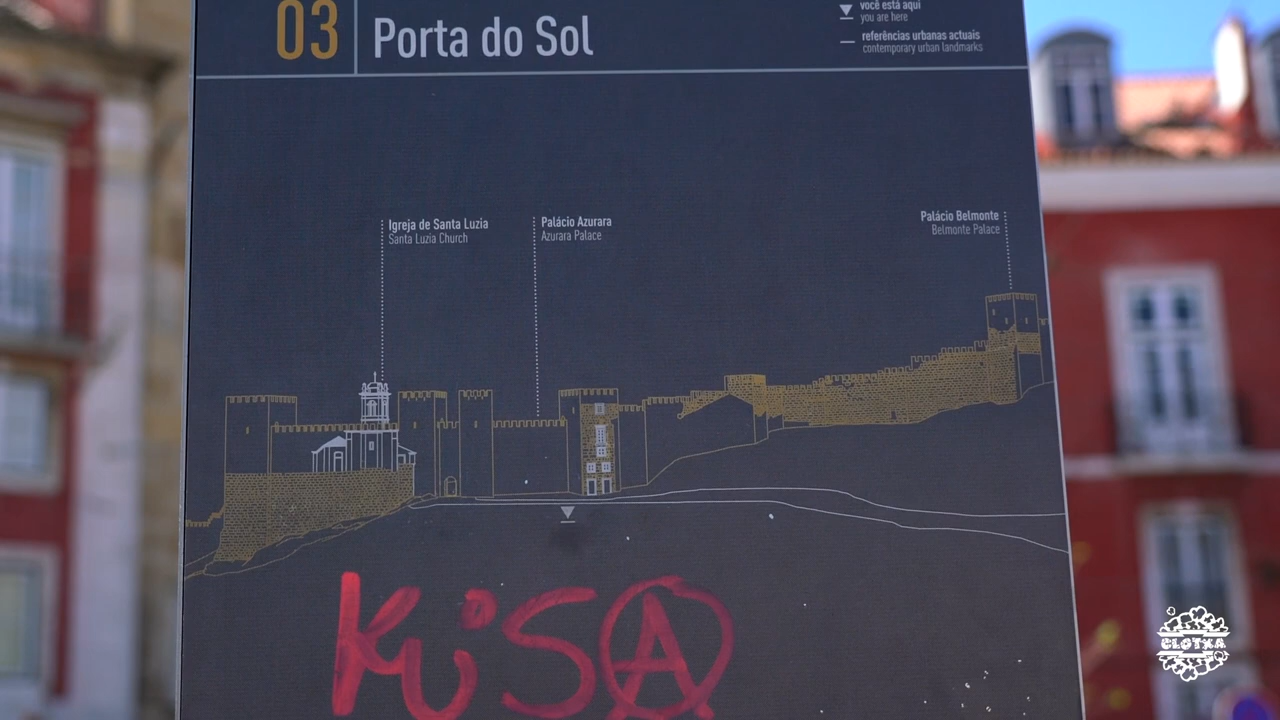 03
Porta do Sol
você está aqui
you are here
referências urbanas actuais
contemporary urban landmarks
Igreja de Santa Luzia
Santa Luzia Church
Palácio Azurara
Azurara Palace
Palácio Belmonte
Belmonte Palace
KUSA
CLOTXA